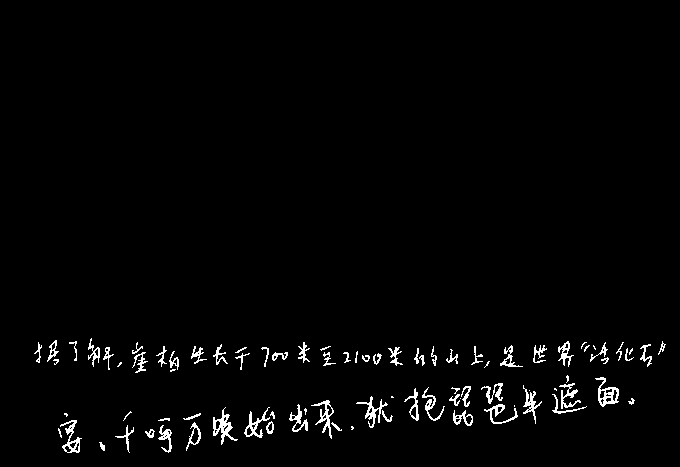 据了解,崖柏生长于700米至2100米的山上,是世界“活化石”
宴、千呼万唤始出来,犹抱琵琶半遮面。